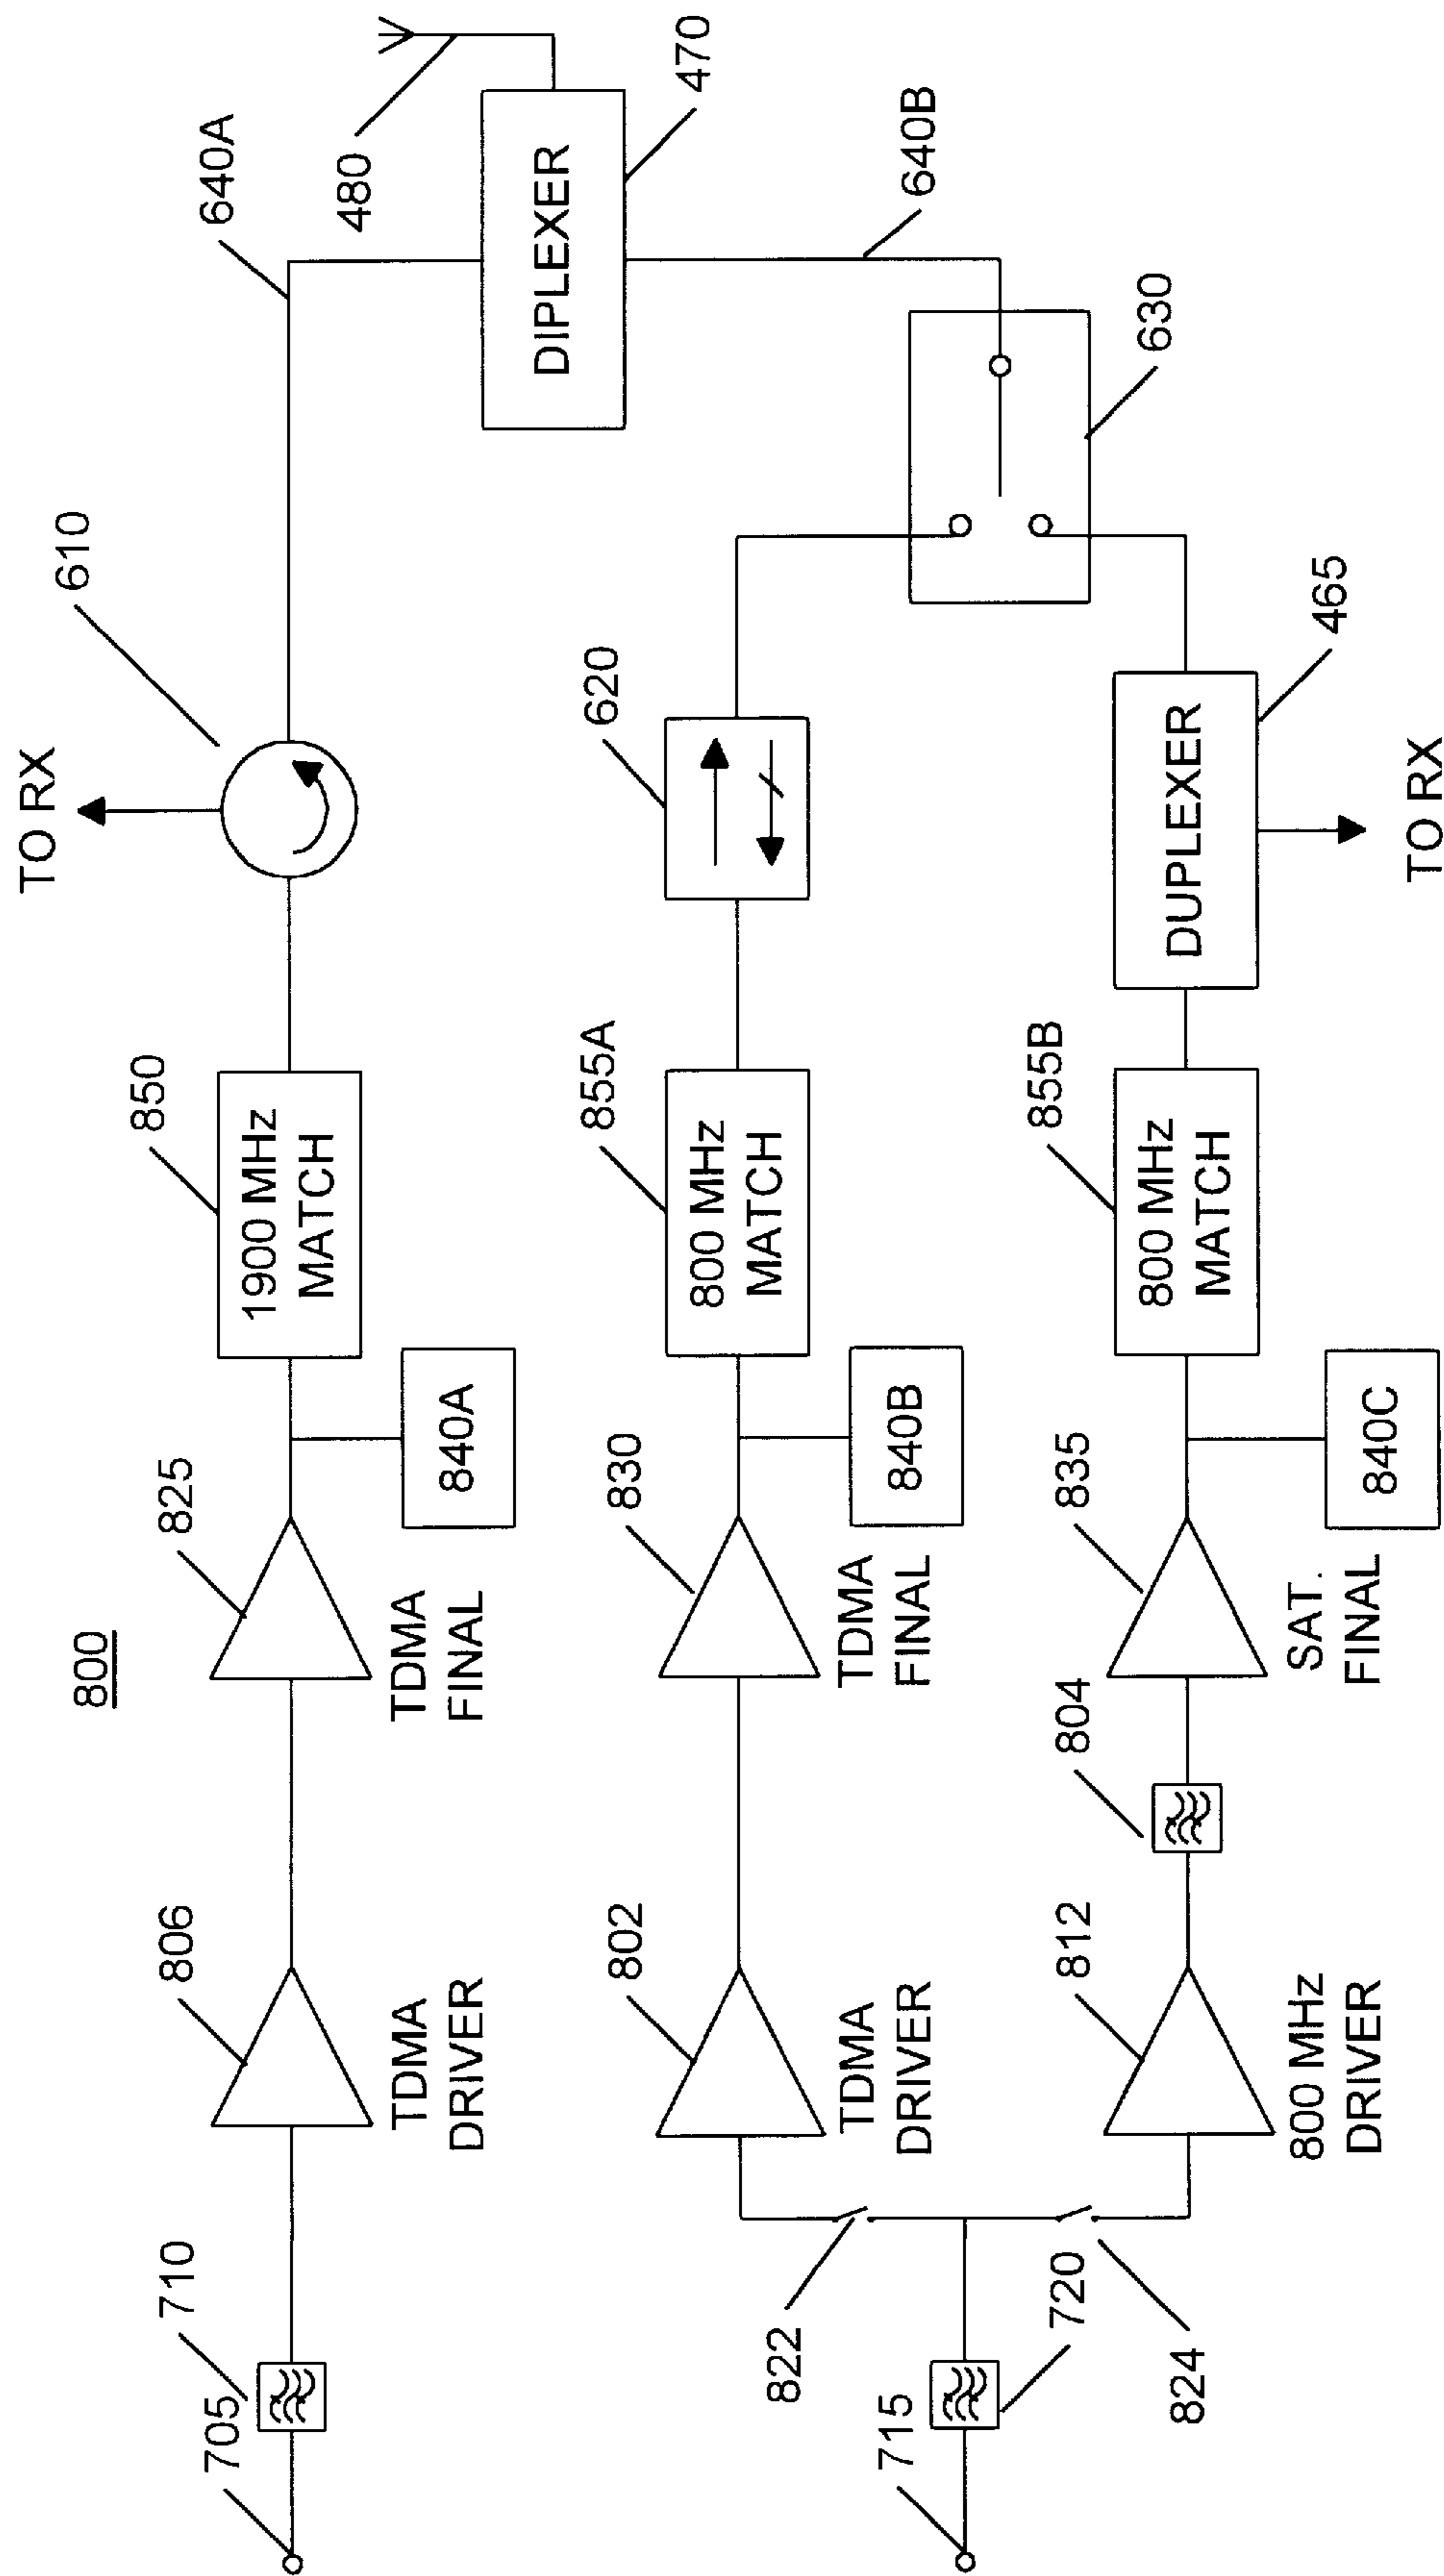 800
TO RX
610
640A
480
DIPLEXER
470
640B
705
710
806
TDMA
DRIVER
825
TDMA
FINAL
840A
850
1900 MHz
MATCH
802
TDMA
DRIVER
830
TDMA
FINAL
840B
855A
800 MHz
MATCH
620
630
715
720
822
824
812
800 MHz
DRIVER
804
835
SAT.
FINAL
840C
855B
800 MHz
MATCH
DUPLEXER
465
TO RX